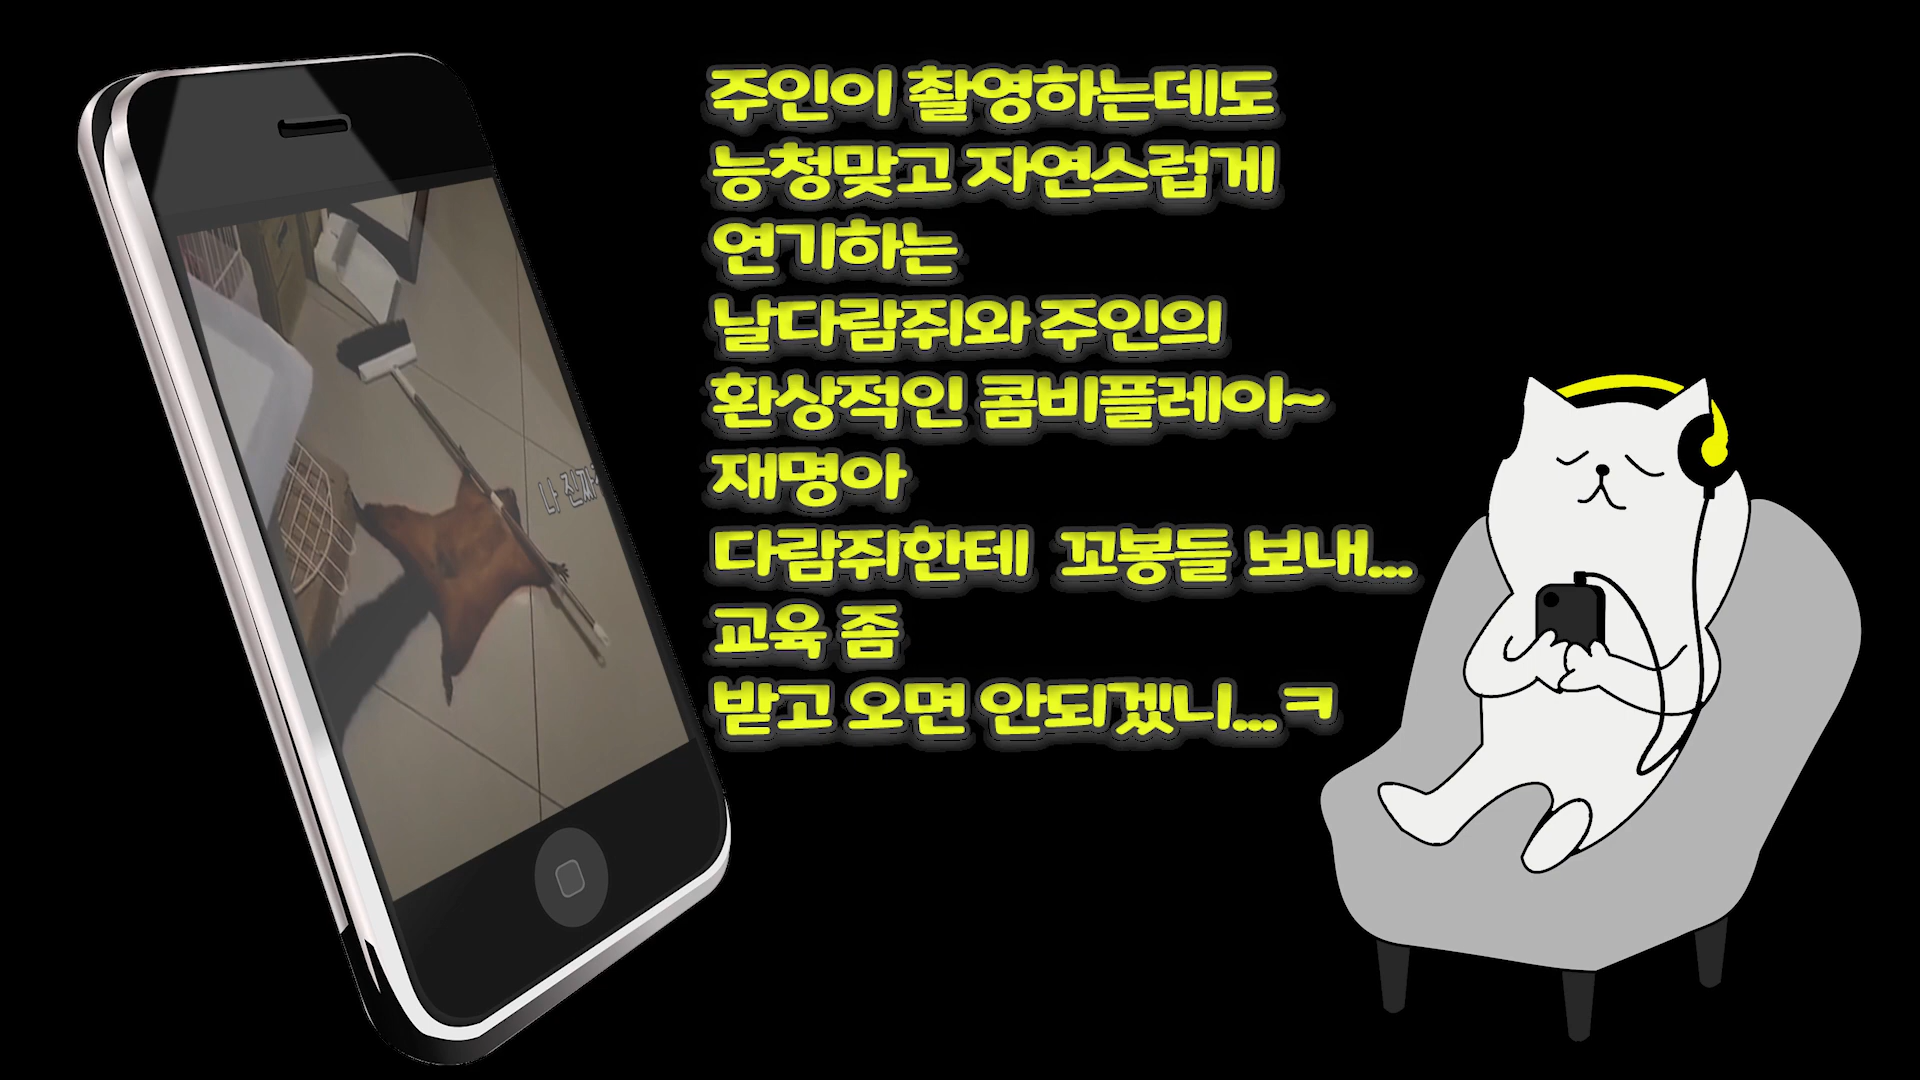 주인이 촬영하는데도
능청맞고 자연스럽게
연기하는
날다람쥐와 주인의
환상적인 콤비플레이~
재명아
다람쥐한테 꼬봉들 보내...
교육 좀
받고 오면 안되겠니...ㅋ
나 진짜